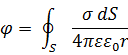 φ = ∮_S σ dS / 4πεε₀r